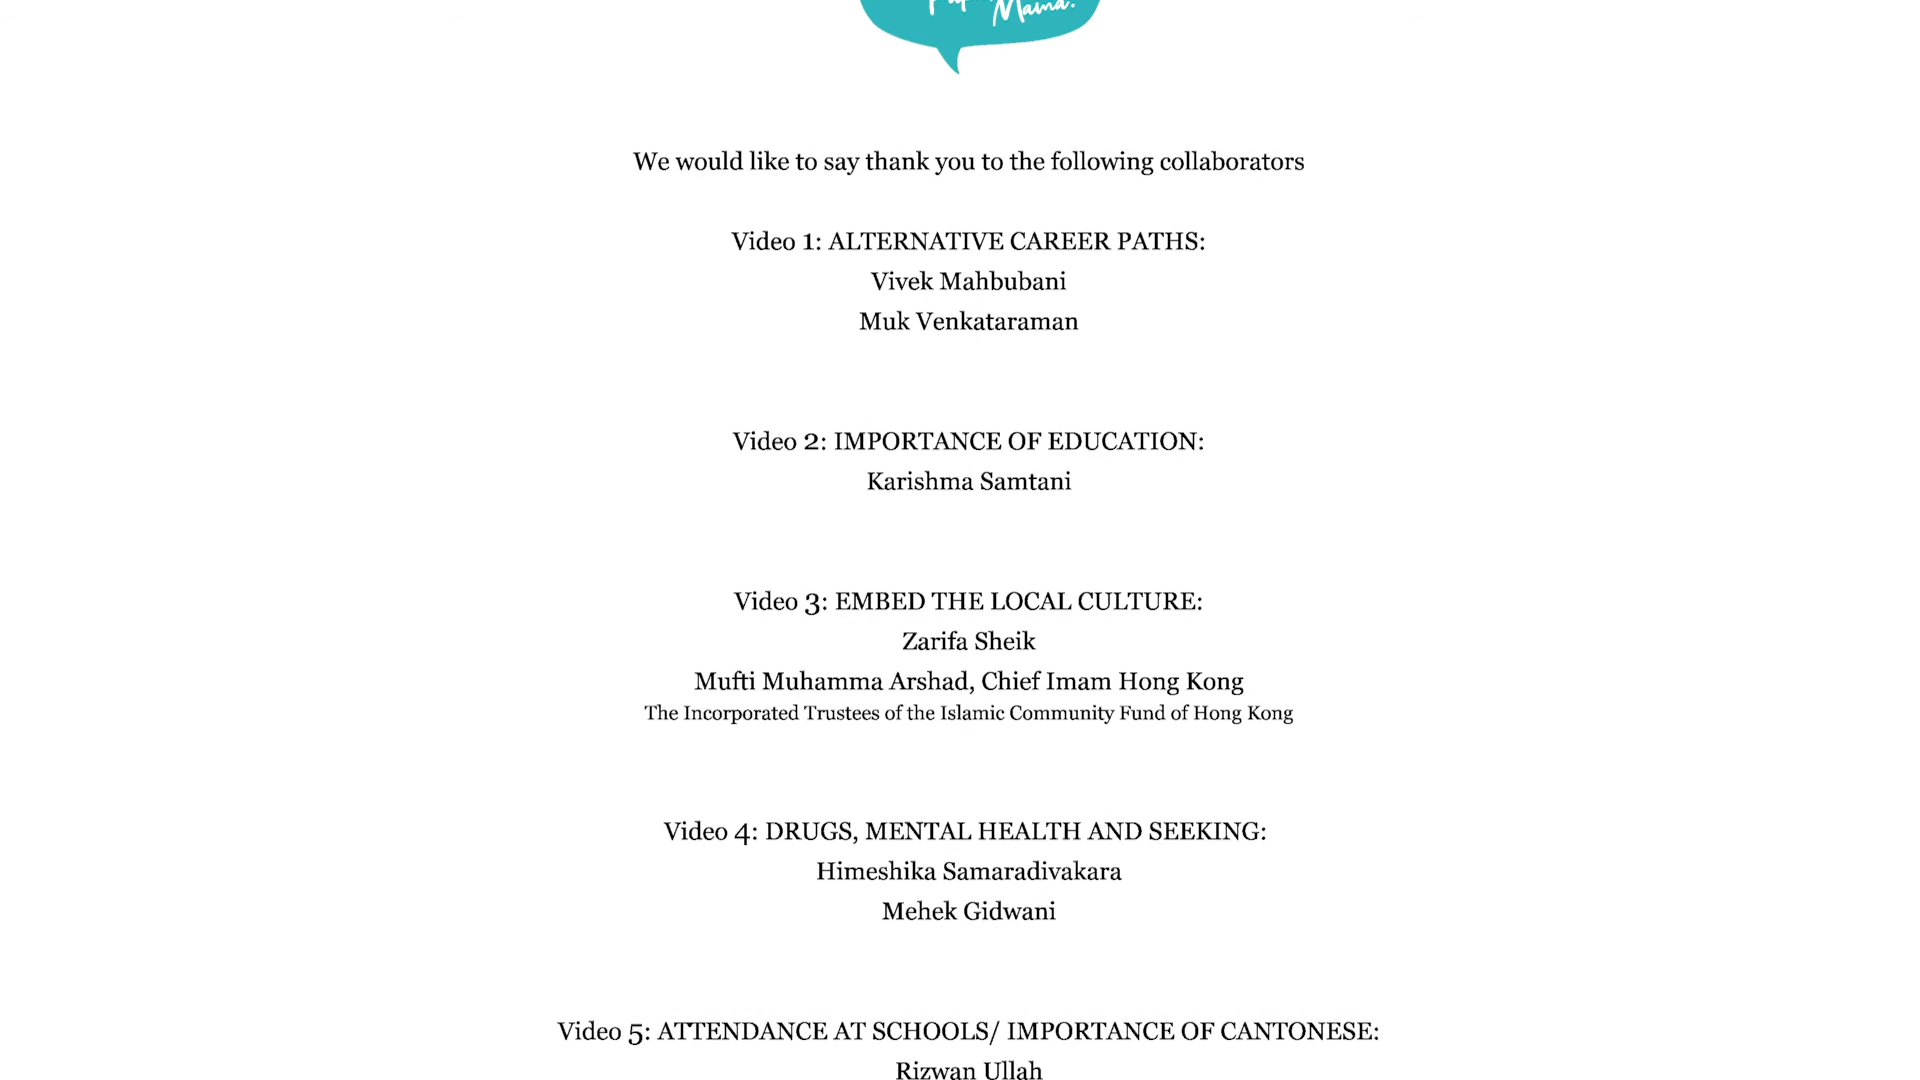 Mama.
We would like to say thank you to the following collaborators
Video 1: ALTERNATIVE CAREER PATHS:
Vivek Mahbubani
Muk Venkataraman
Video 2: IMPORTANCE OF EDUCATION:
Karishma Samtani
Video 3: EMBED THE LOCAL CULTURE:
Zarifa Sheik
Mufti Muhamma Arshad, Chief Imam Hong Kong
The Incorporated Trustees of the Islamic Community Fund of Hong Kong
Video 4: DRUGS, MENTAL HEALTH AND SEEKING:
Himeshika Samaradivakara
Mehek Gidwani
Video 5: ATTENDANCE AT SCHOOLS/ IMPORTANCE OF CANTONESE:
Rizwan Ullah